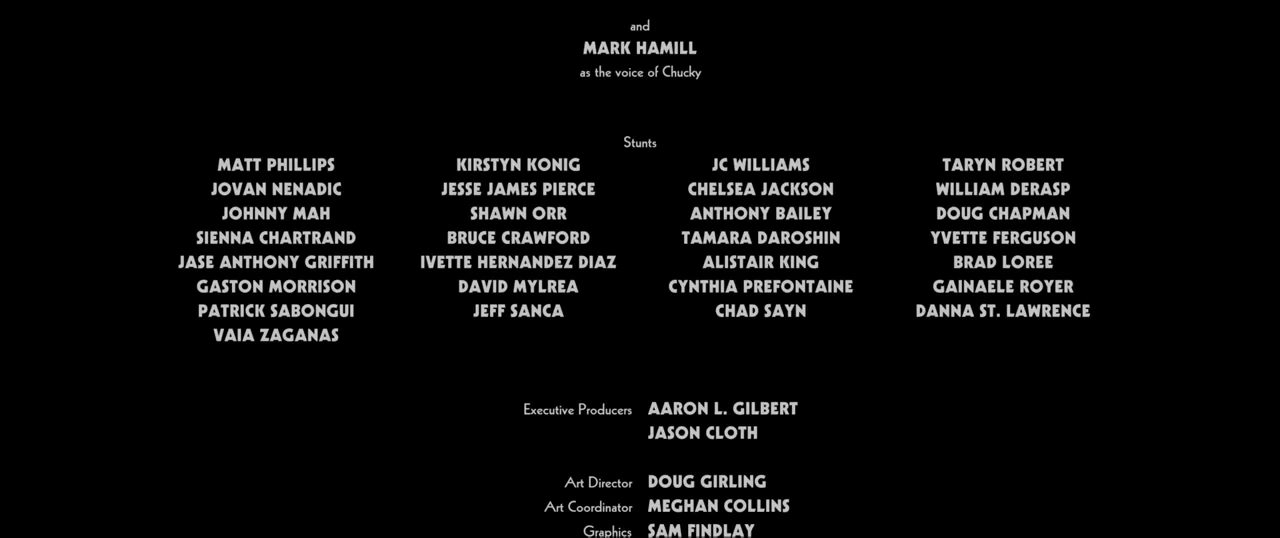 and
MARK HAMILL
as the voice of Chucky
Stunts
MATT PHILLIPS KIRSTYN KONIG JC WILLIAMS TARYN ROBERT
JOVAN NENADIC JESSE JAMES PIERCE CHELSEA JACKSON WILLIAM DERASP
JOHNNY MAH SHAWN ORR ANTHONY BAILEY DOUG CHAPMAN
SIENNA CHARTRAND BRUCE CRAWFORD TAMARA DAROSHIN YVETTE FERGUSON
JASE ANTHONY GRIFFITH IVETTE HERNANDEZ DIAZ ALISTAIR KING BRAD LOREE
GASTON MORRISON DAVID MYLREA CYNTHIA PREFONTAINE GAINAELE ROYER
PATRICK SABONGUI JEFF SANCA CHAD SAYN DANNA ST. LAWRENCE
VAIA ZAGANAS
Executive Producers AARON L. GILBERT
JASON CLOTH
Art Director DOUG GIRLING
Art Coordinator MEGHAN COLLINS
Graphics SAM FINDLAY